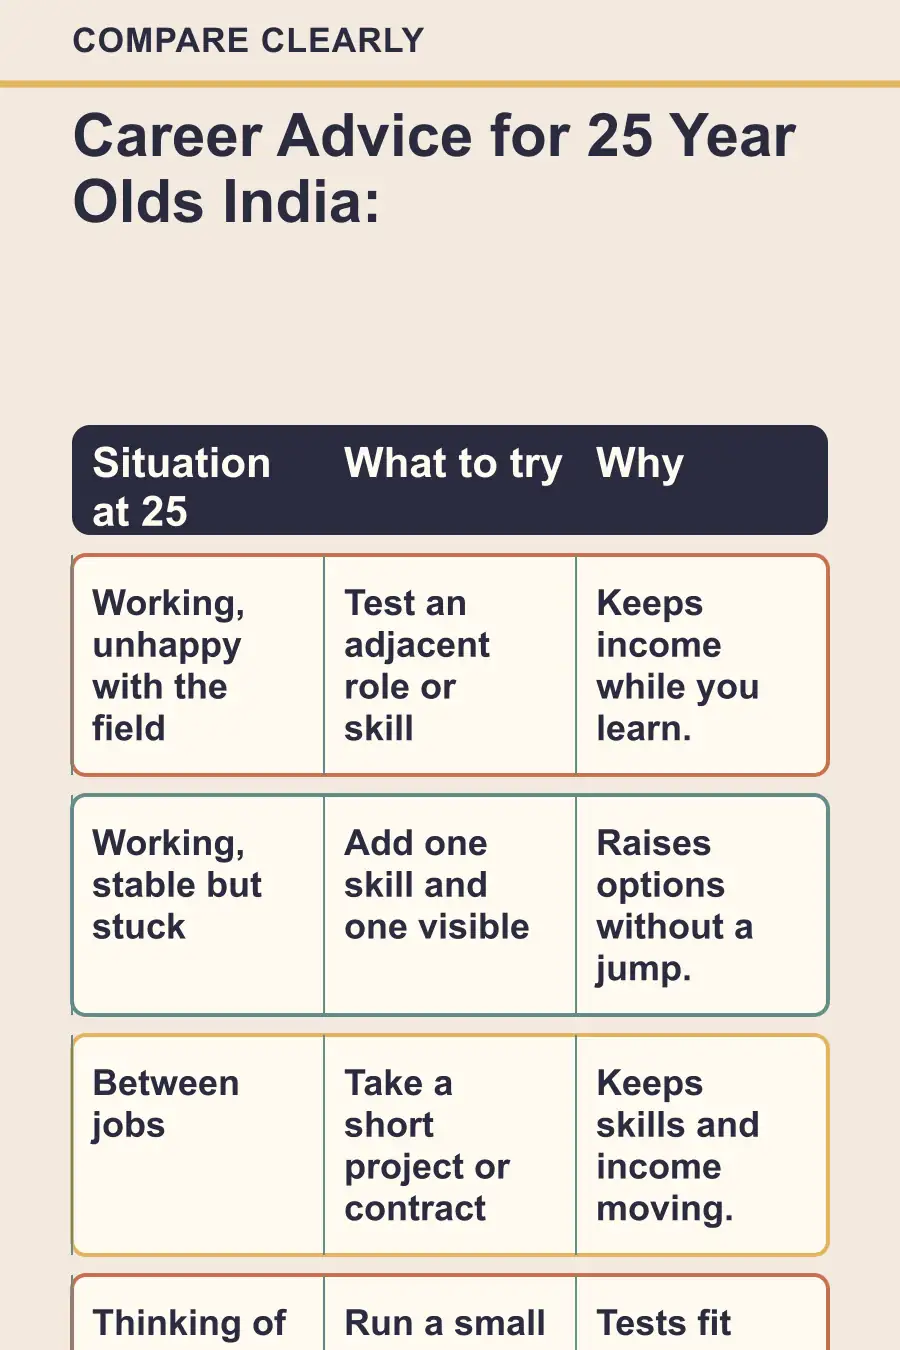 COMPARE CLEARLY
Career Advice for 25 Year
Olds India:
Situation
at 25
What to try
Why
Working,
unhappy
with the
field
Test an
adjacent
role or
skill
Keeps
income
while you
learn.
Working,
stable but
stuck
Add one
skill and
one visible
Raises
options
without a
jump.
Between
jobs
Take a
short
project or
contract
Keeps
skills and
income
moving.
Thinking of
Run a small
Tests fit